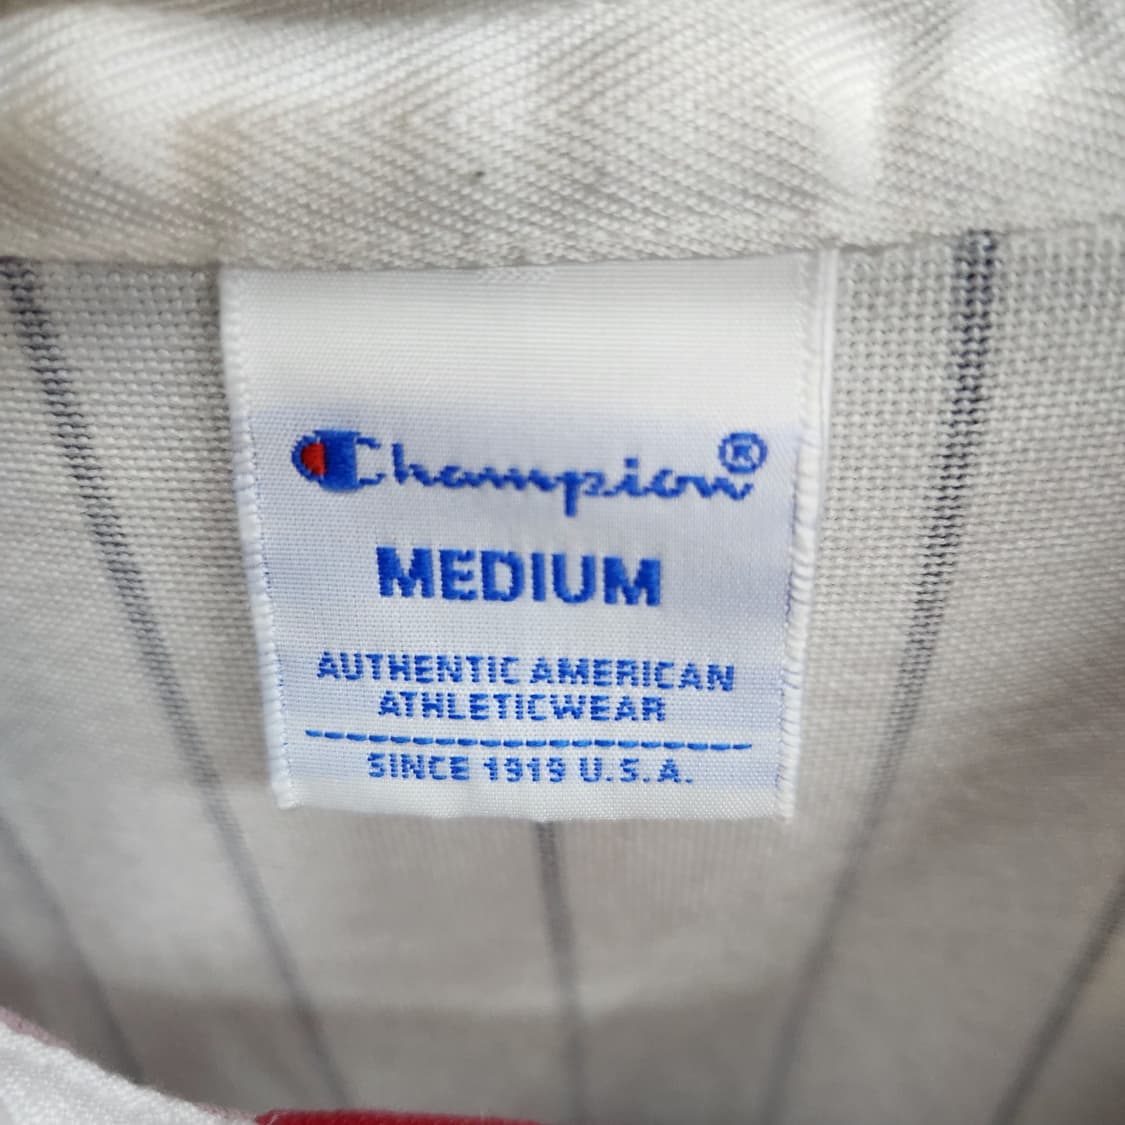 Champion®
MEDIUM
AUTHENTIC AMERICAN
ATHLETICWEAR
SINCE 1919 U.S.A.